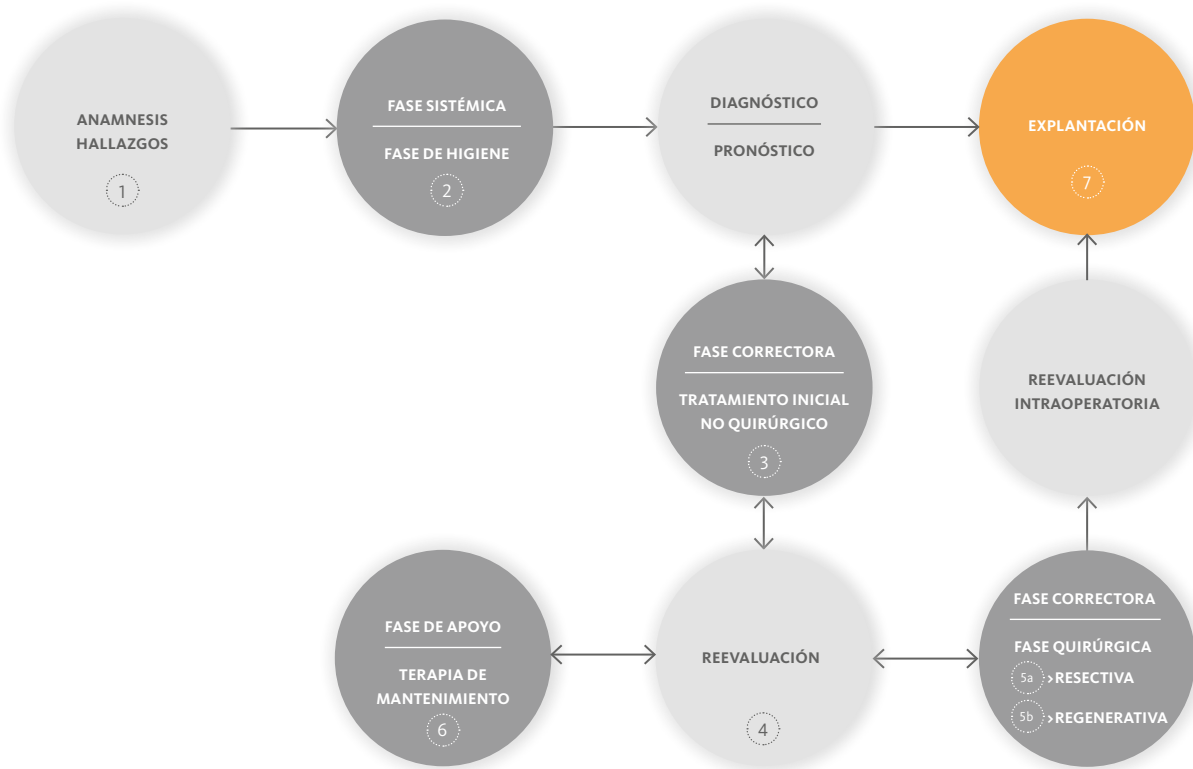 ANAMNESIS
HALLAZGOS
1
FASE SISTÉMICA
FASE DE HIGIENE
2
DIAGNÓSTICO
PRONÓSTICO
EXPLANTACIÓN
7
FASE CORRECTORA
TRATAMIENTO INICIAL
NO QUIRÚRGICO
3
REEVALUACIÓN
INTRAOPERATORIA
FASE DE APOYO
TERAPIA DE
MANTENIMIENTO
6
REEVALUACIÓN
4
FASE CORRECTORA
FASE QUIRÚRGICA
5a > RESECTIVA
5b > REGENERATIVA